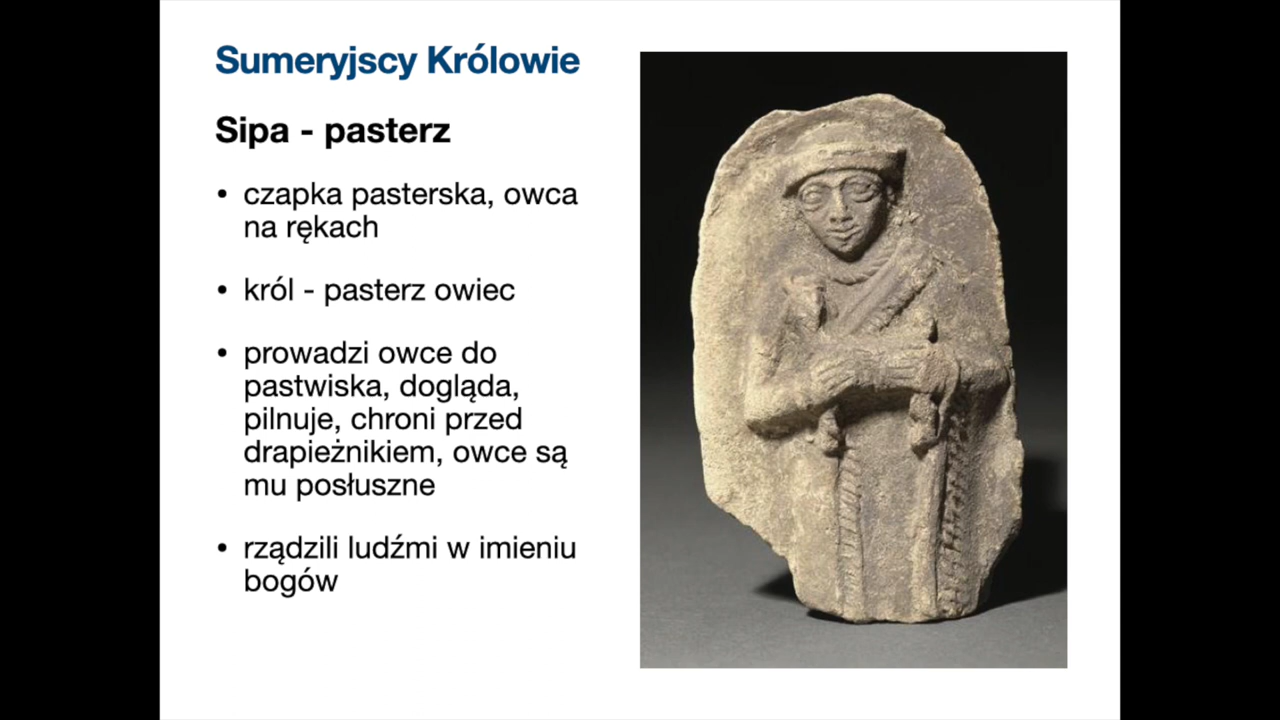 Sumeryjscy Królowie
Sipa - pasterz
• czapka pasterska, owca
na rękach
• król - pasterz owiec
• prowadzi owce do
pastwiska, dogląda,
pilnuje, chroni przed
drapieżnikiem, owce są
mu posłuszne
• rządzili ludźmi w imieniu
bogów